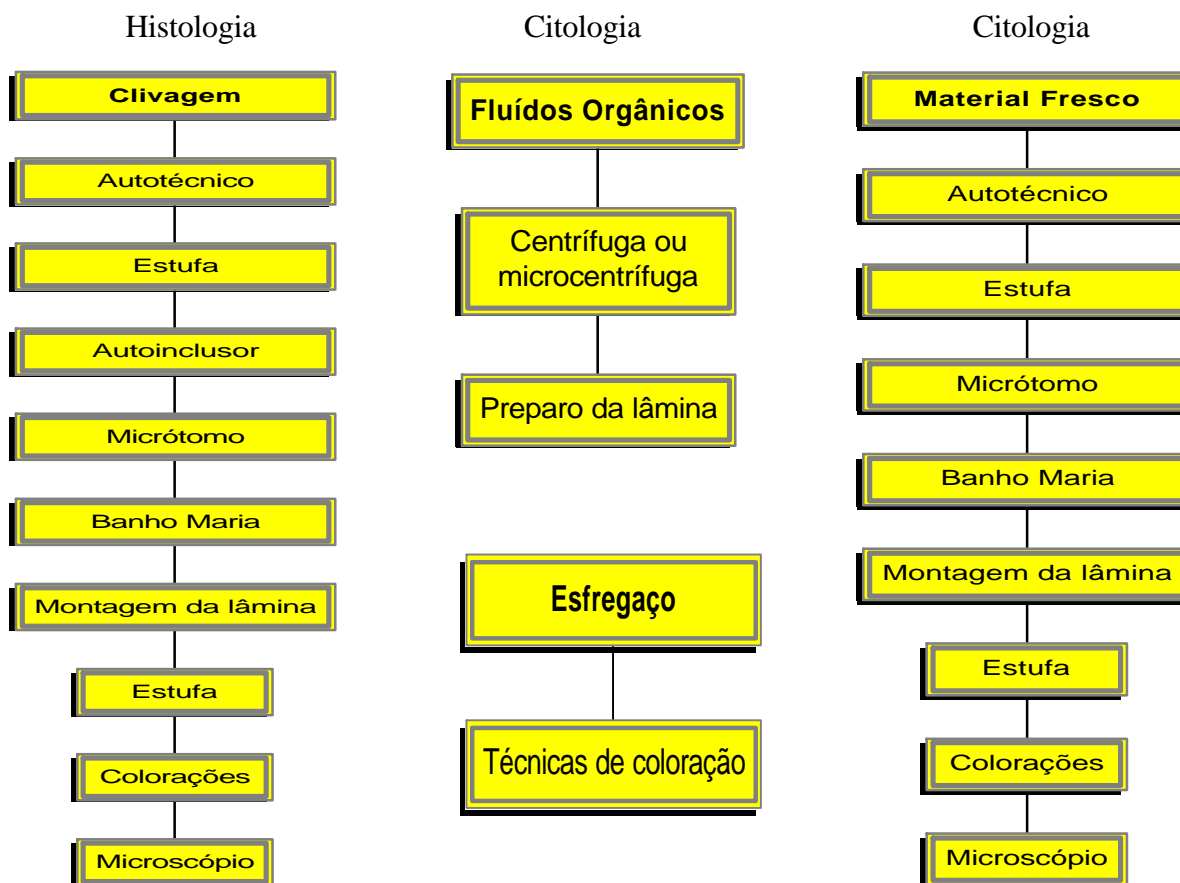 Histologia
Clivagem
Autotécnico
Estufa
Autoinclusor
Micrótomo
Banho Maria
Montagem da lâmina
Estufa
Colorações
Microscópio
Citologia
Fluídos Orgânicos
Centrífuga ou
microcentrífuga
Preparo da lâmina
Esfregaço
Técnicas de coloração
Citologia
Material Fresco
Autotécnico
Estufa
Micrótomo
Banho Maria
Montagem da lâmina
Estufa
Colorações
Microscópio